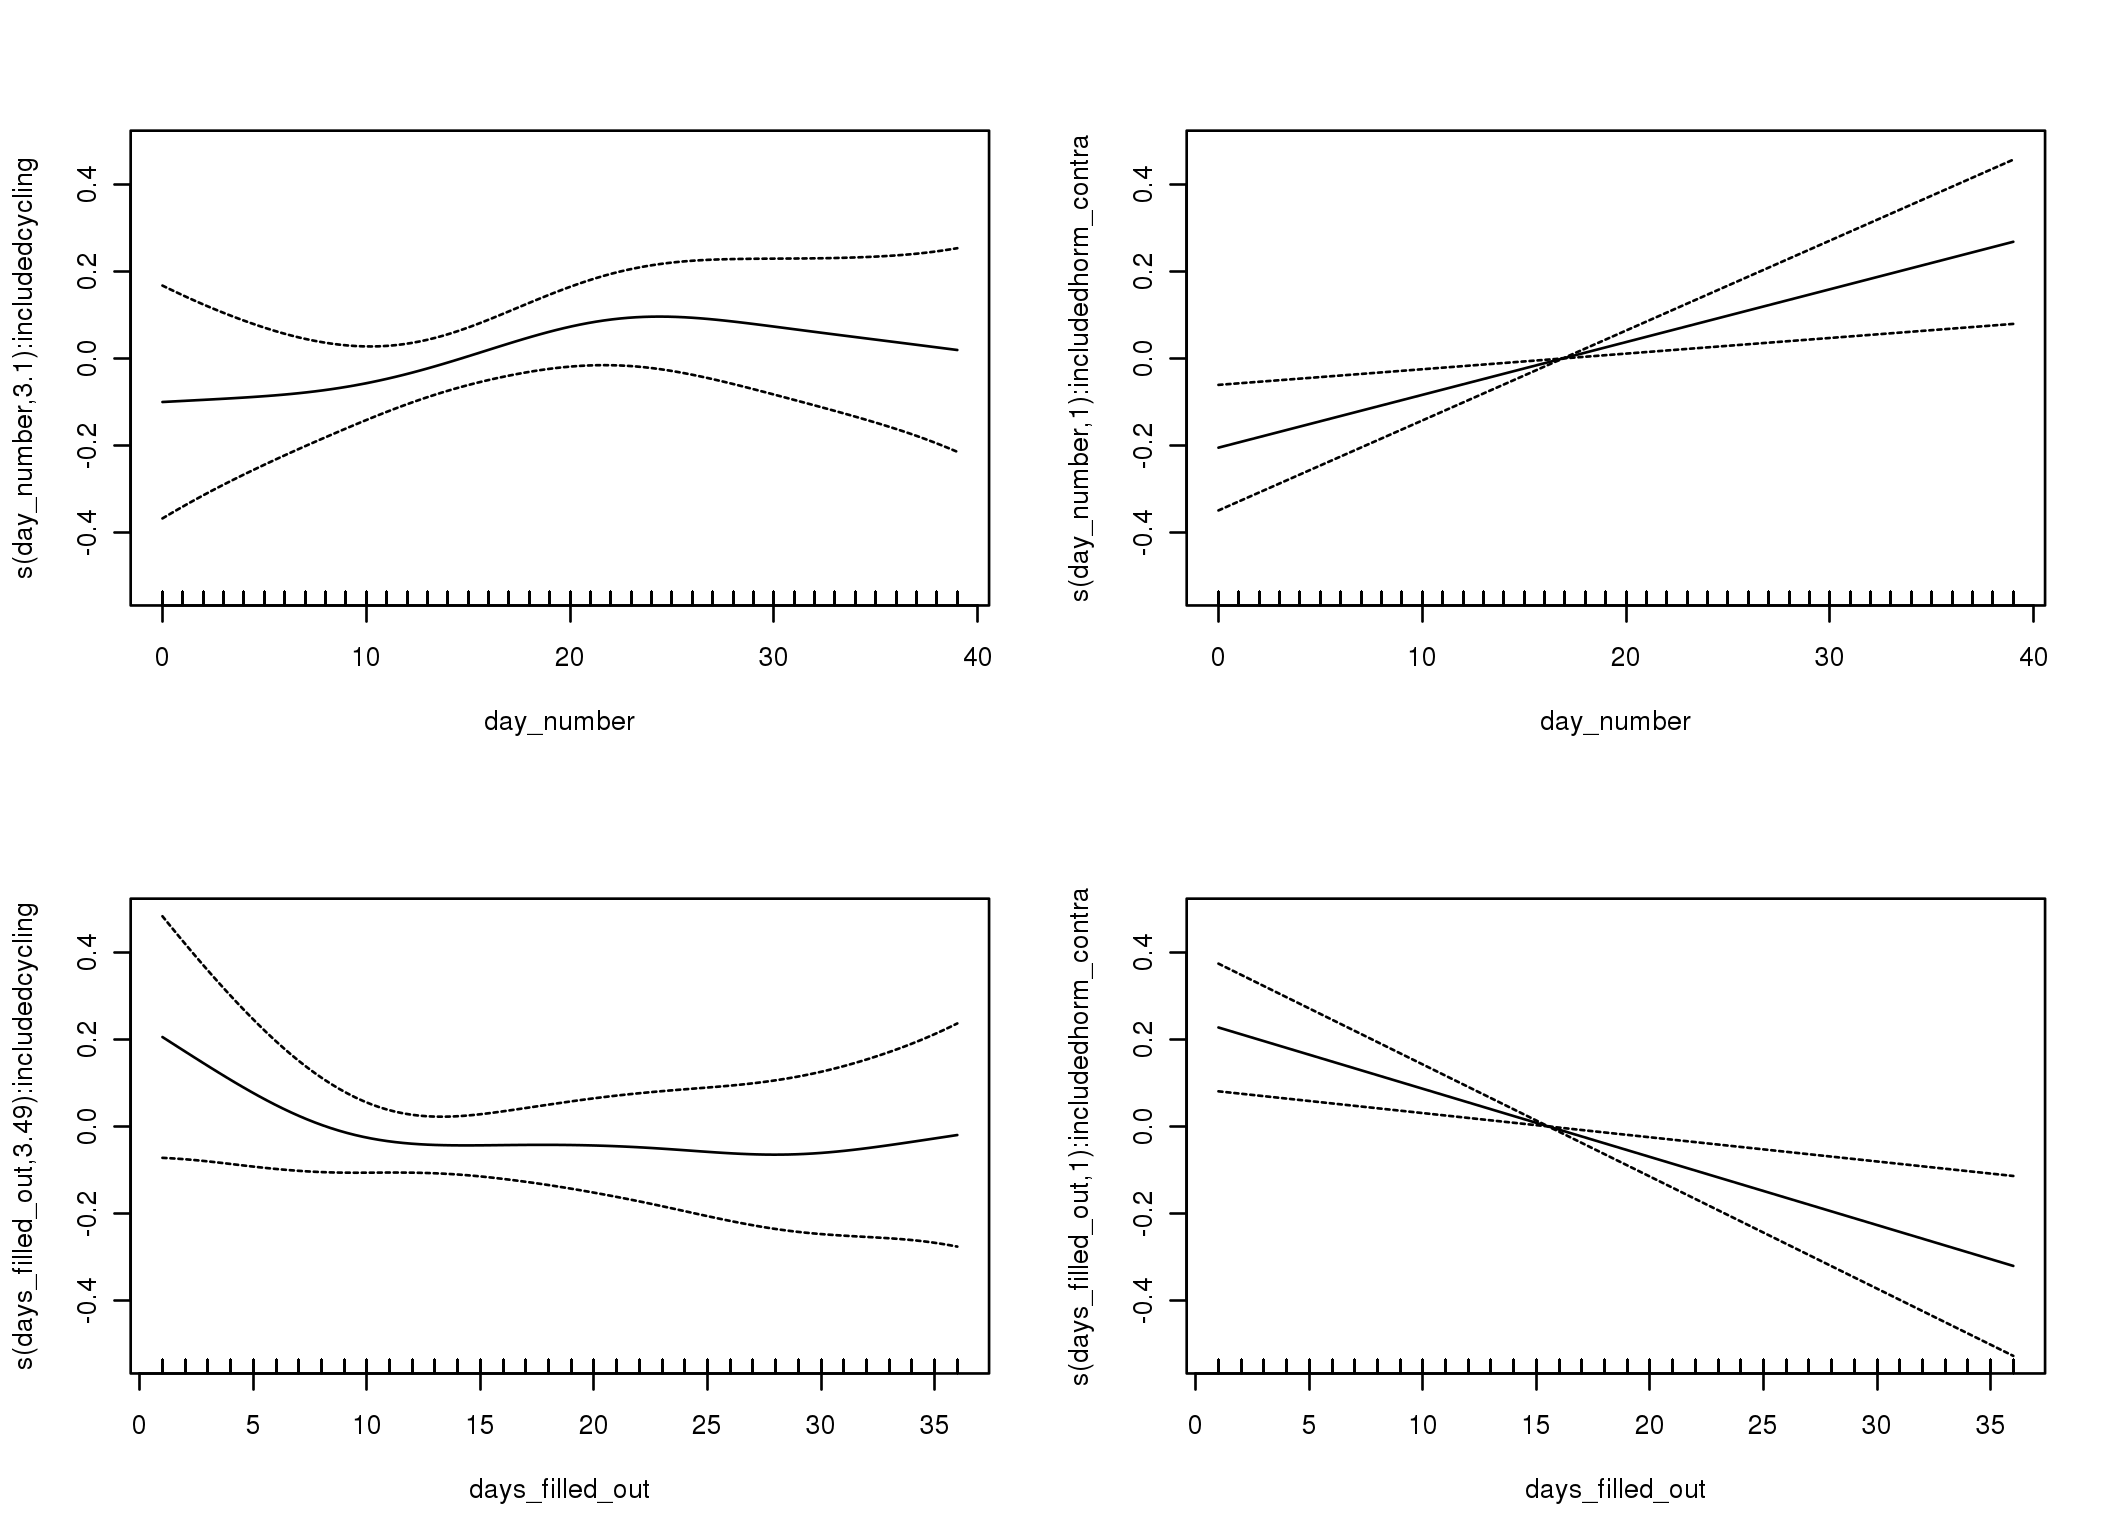 s(day_number,3.1):includedcycling
0.4
0.2
0.0
-0.2
-0.4
0 10 20 30 40
day_number
s(day_number,1):includedhorm_contra
0.4
0.2
0.0
-0.2
-0.4
0 10 20 30 40
day_number
s(days_filled_out,3.49):includedcycling
0.4
0.2
0.0
-0.2
-0.4
0 5 10 15 20 25 30 35
days_filled_out
s(days_filled_out,1):includedhorm_contra
0.4
0.2
0.0
-0.2
-0.4
0 5 10 15 20 25 30 35
days_filled_out